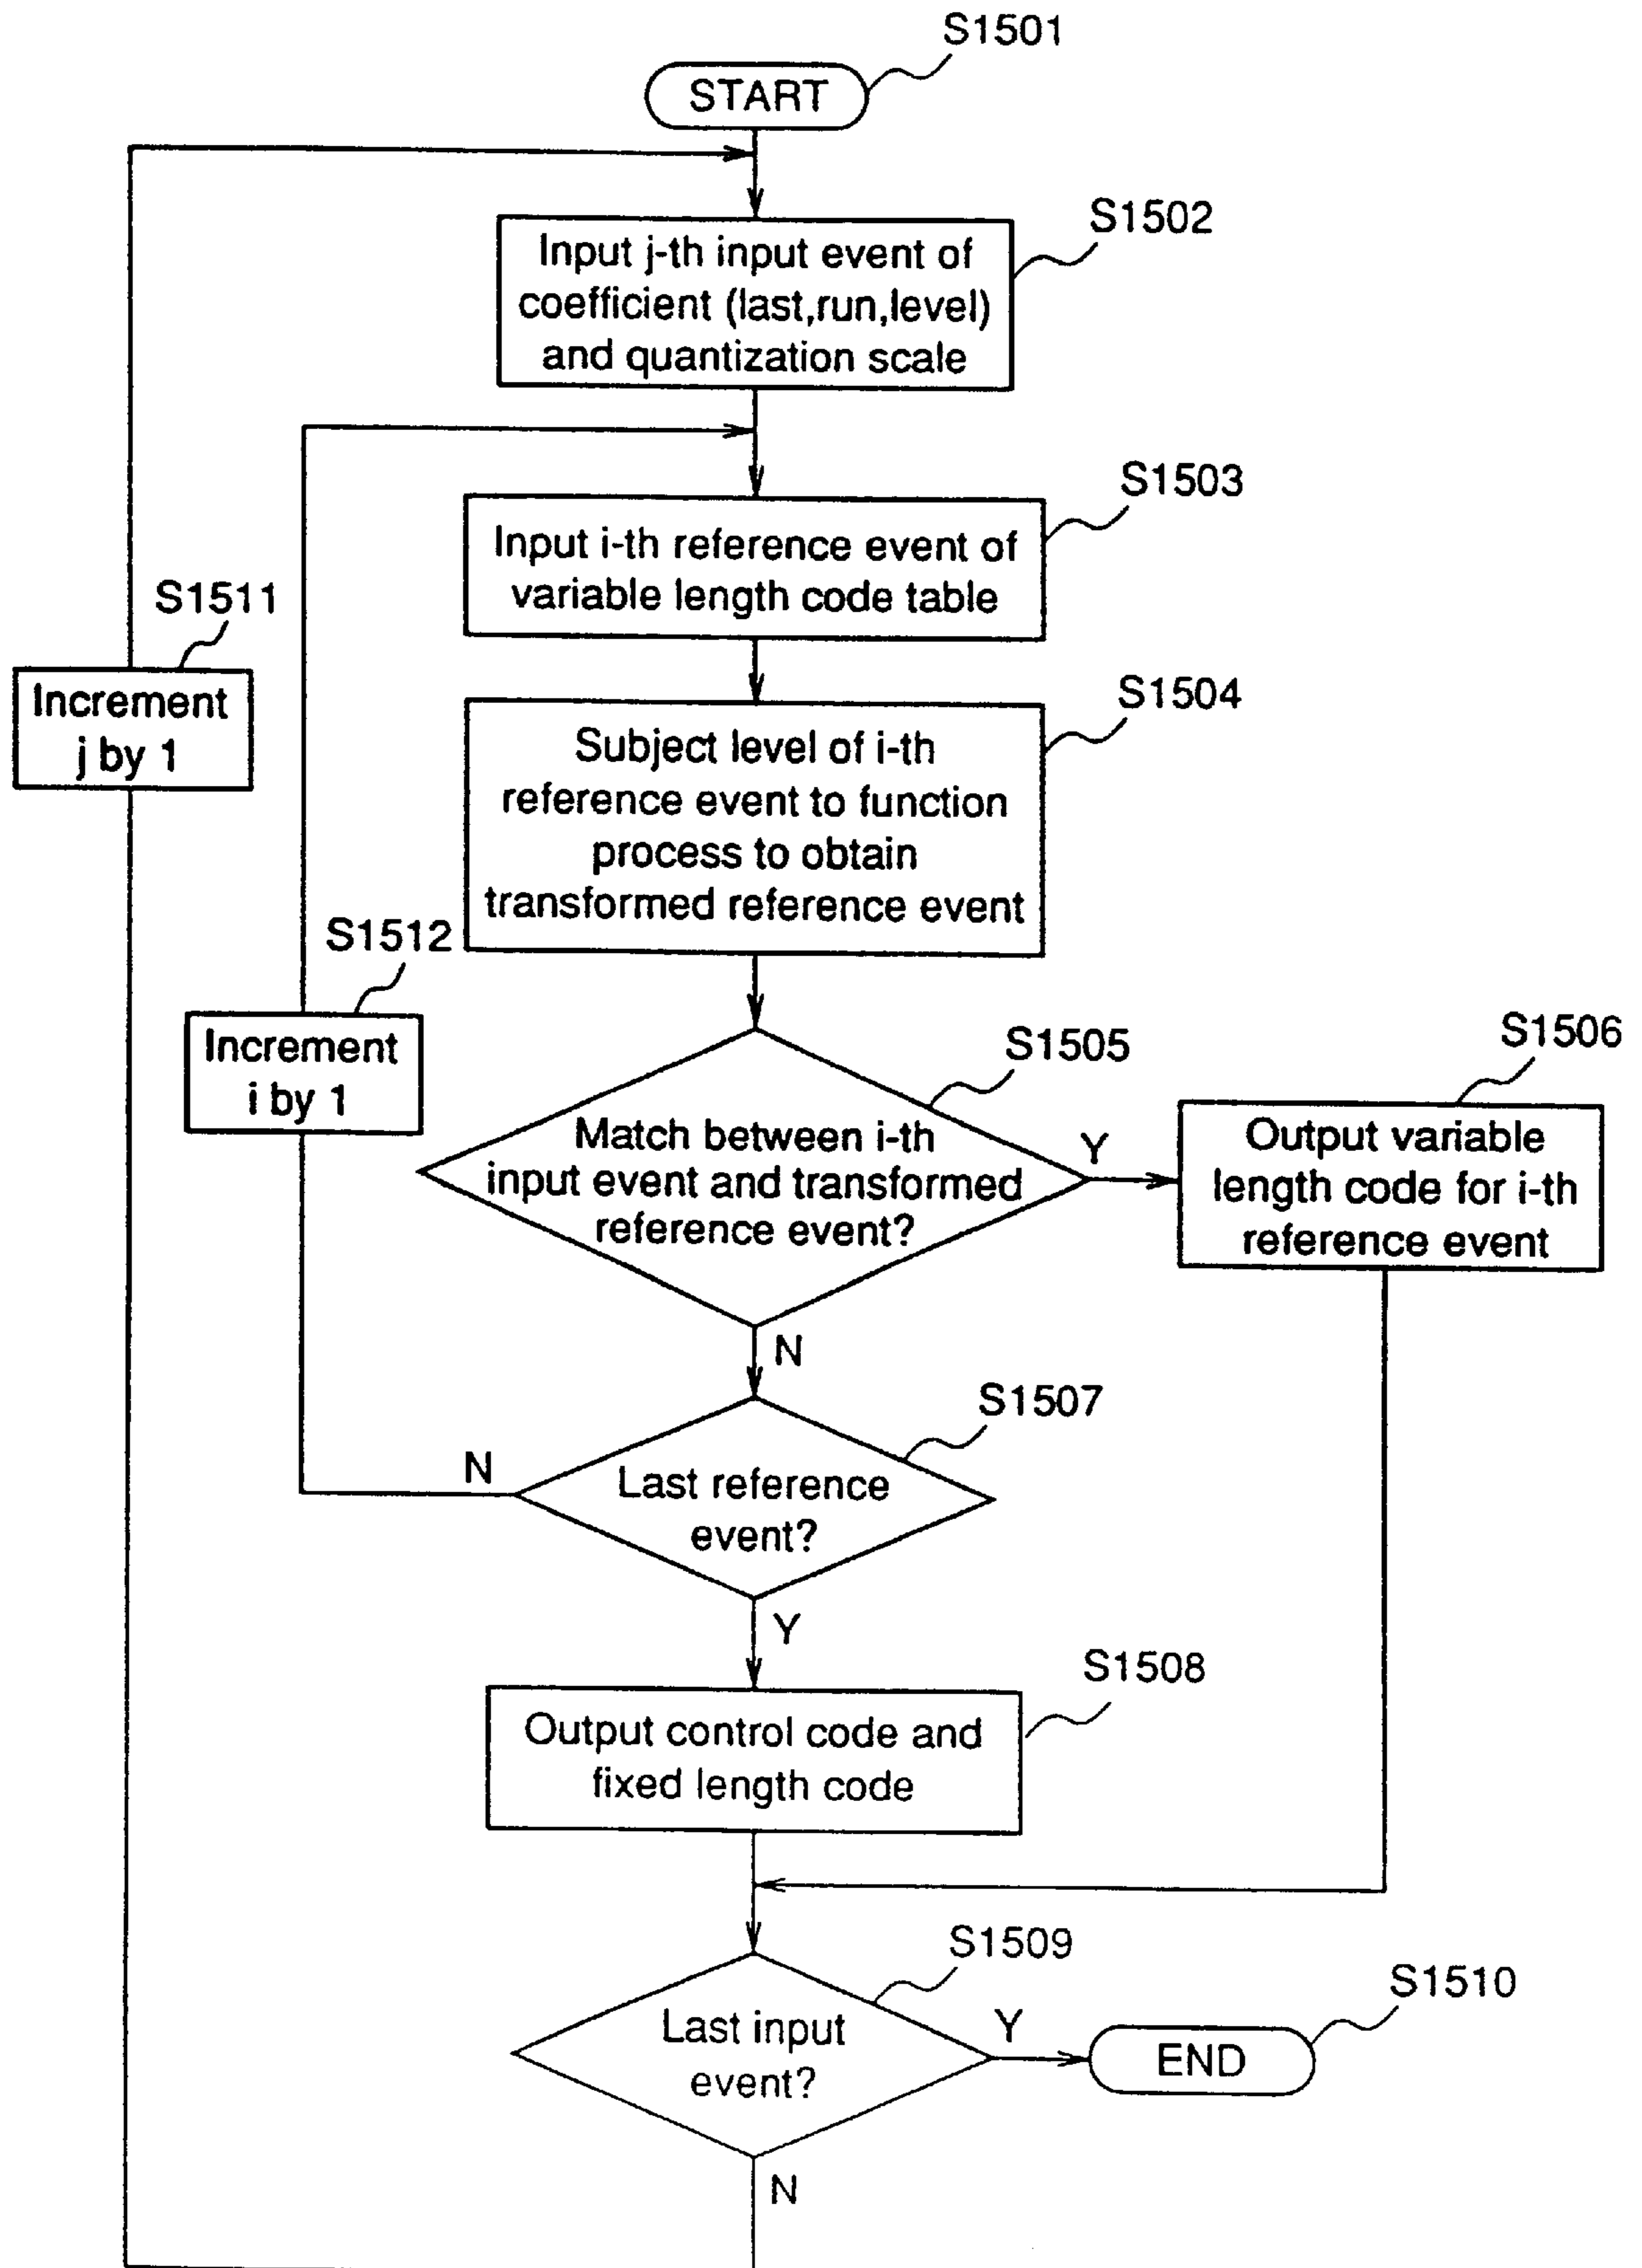 S1501
START
S1502
Input j-th input event of
coefficient (last,run,level)
and quantization scale
S1503
Input i-th reference event of
variable length code table
S1511
Increment
j by 1
S1504
Subject level of i-th
reference event to function
process to obtain
transformed reference event
S1512
Increment
i by 1
S1505
Match between i-th
input event and transformed
reference event?
Y
S1506
Output variable
length code for i-th
reference event
N
S1507
Last reference
event?
N
Y
S1508
Output control code and
fixed length code
S1509
Last input
event?
Y
S1510
END
N